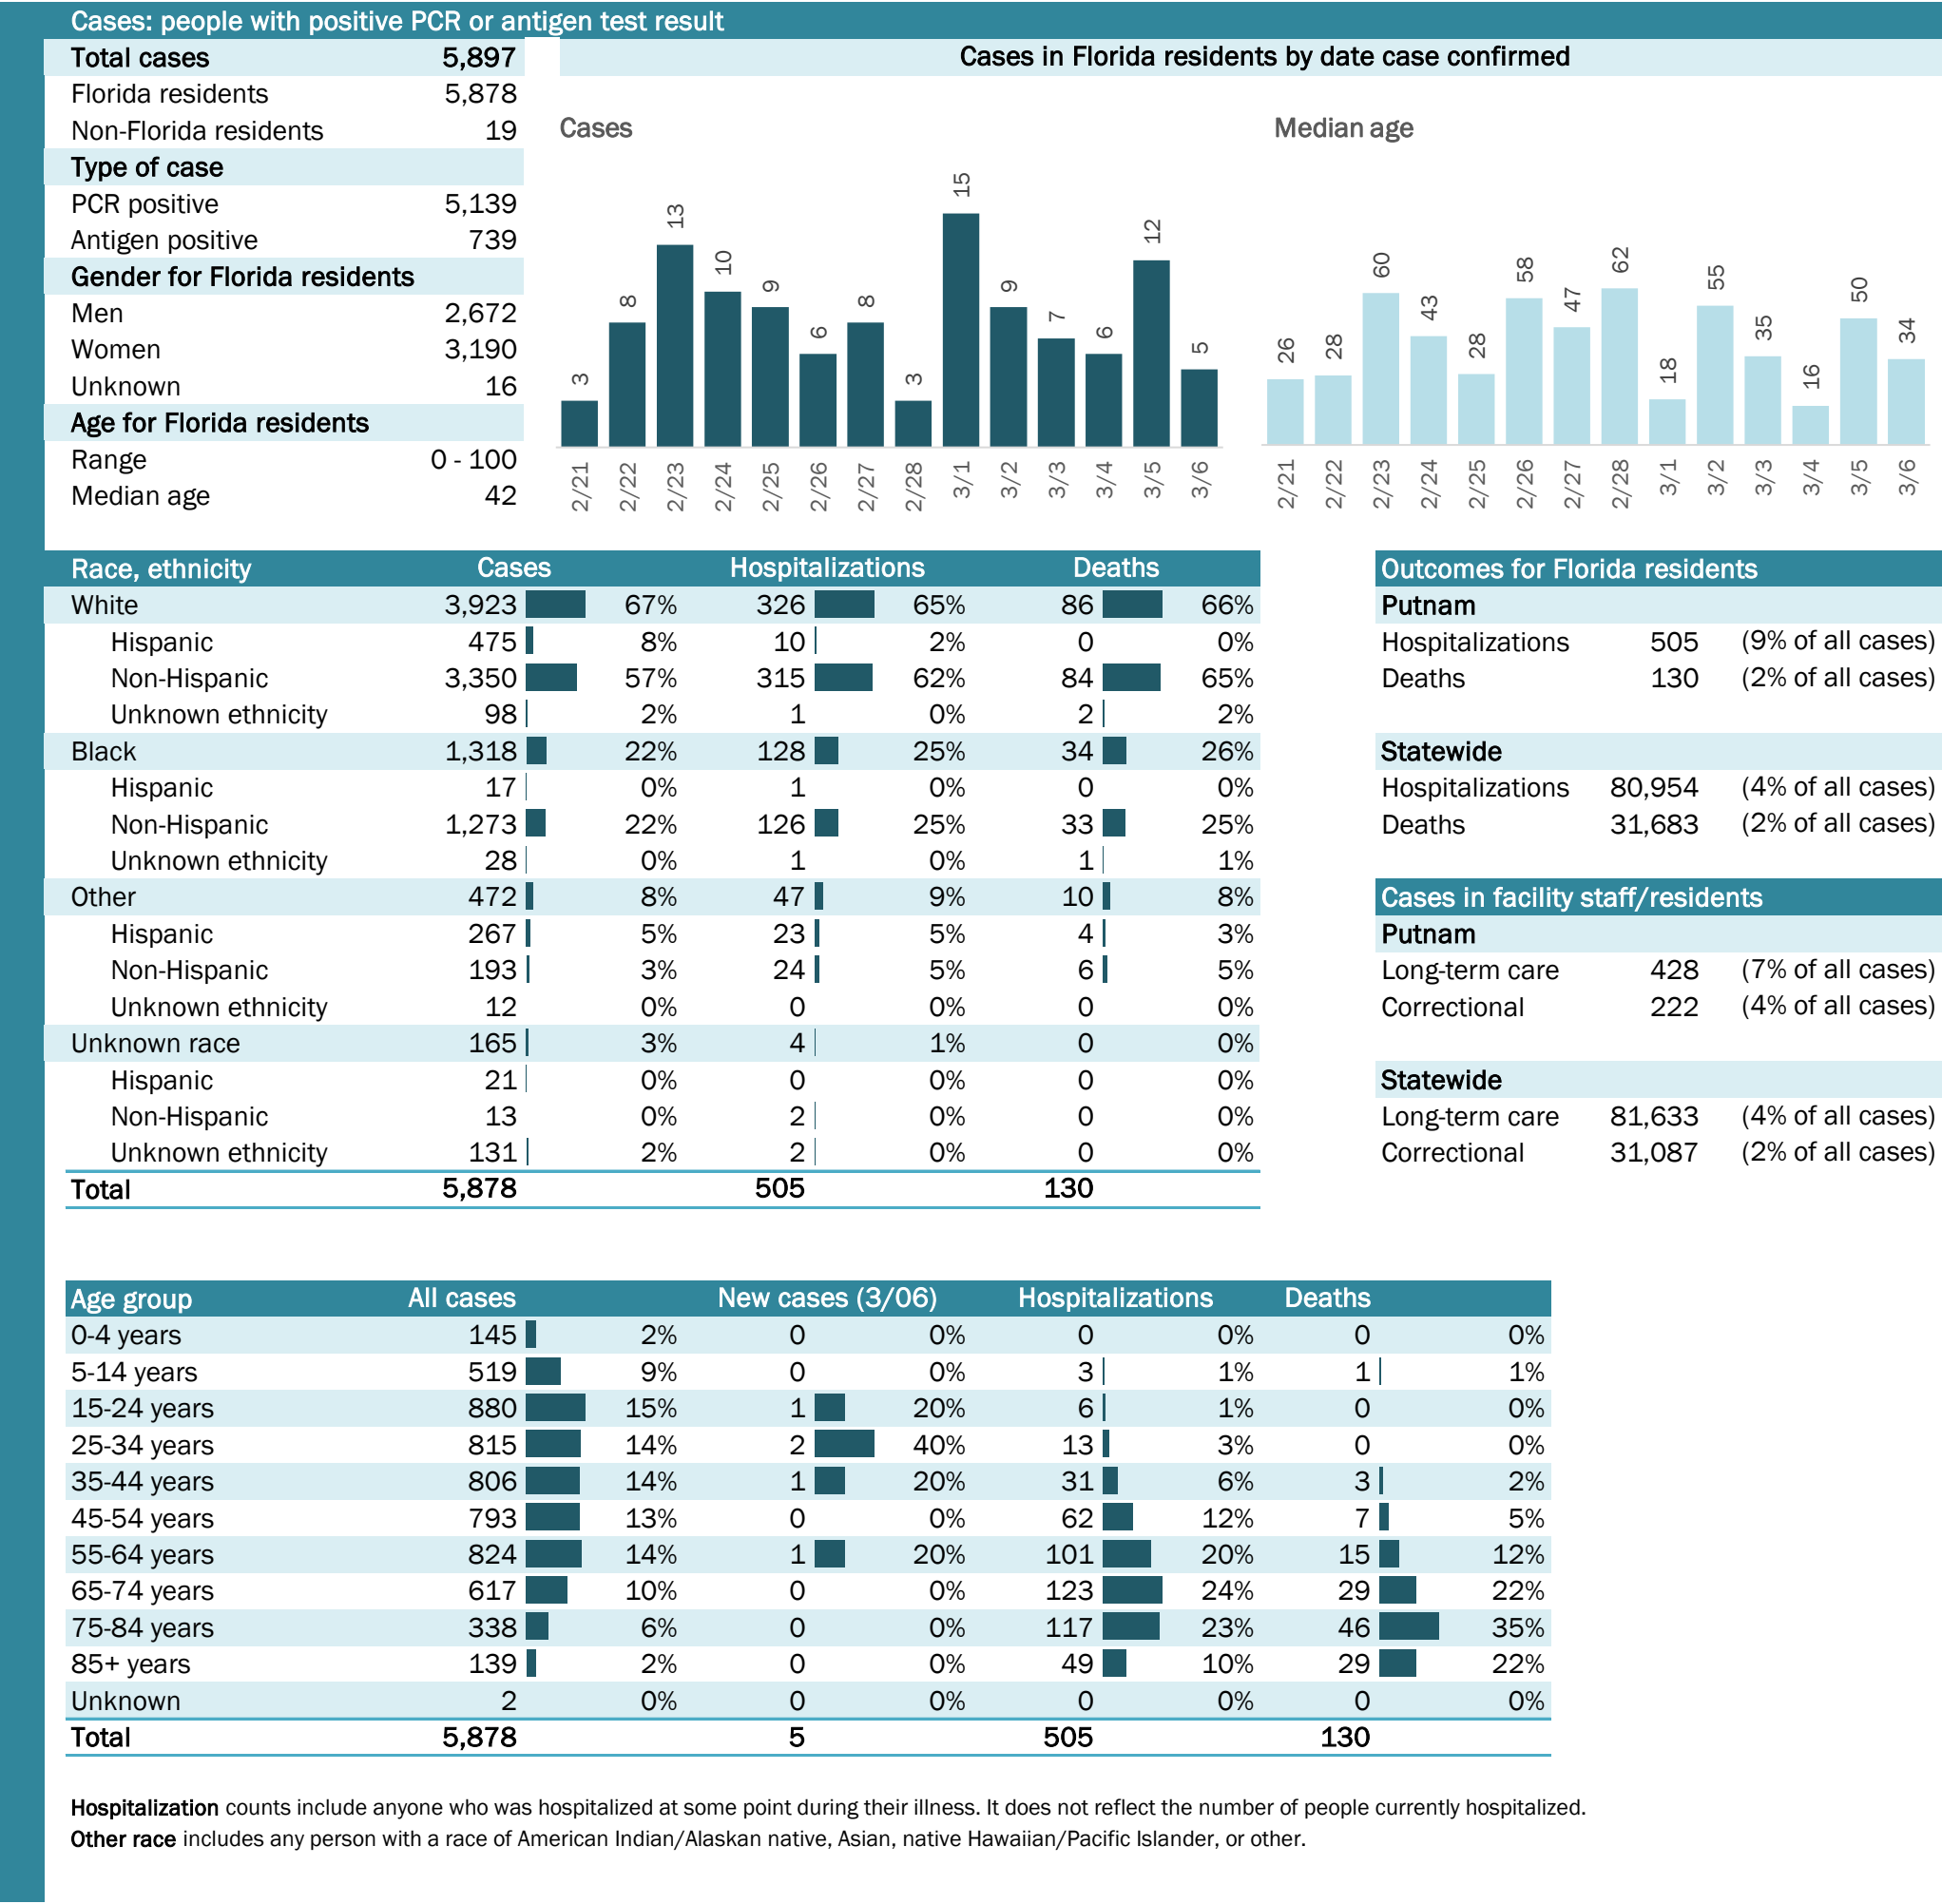 Cases: people with positive PCR or antigen test result
Total cases 5,897
Florida residents 5,878
Non-Florida residents 19
Type of case
PCR positive 5,139
Antigen positive 739
Gender for Florida residents
Men 2,672
Women 3,190
Unknown 16
Age for Florida residents
Range 0 - 100
Median age 42
Cases in Florida residents by date case confirmed
Cases
3 8 13 10 9 6 8 3 15 9 7 6 12 5
2/21 2/22 2/23 2/24 2/25 2/26 2/27 2/28 3/1 3/2 3/3 3/4 3/5 3/6
Median age
26 28 60 43 28 58 47 62 18 55 35 16 50 34
2/21 2/22 2/23 2/24 2/25 2/26 2/27 2/28 3/1 3/2 3/3 3/4 3/5 3/6
Race, ethnicity Cases Hospitalizations Deaths
White 3,923 67% 326 65% 86 66%
Hispanic 475 8% 10 2% 0 0%
Non-Hispanic 3,350 57% 315 62% 84 65%
Unknown ethnicity 98 2% 1 0% 2 2%
Black 1,318 22% 128 25% 34 26%
Hispanic 17 0% 1 0% 0 0%
Non-Hispanic 1,273 22% 126 25% 33 25%
Unknown ethnicity 28 0% 1 0% 1 1%
Other 472 8% 47 9% 10 8%
Hispanic 267 5% 23 5% 4 3%
Non-Hispanic 193 3% 24 5% 6 5%
Unknown ethnicity 12 0% 0 0% 0 0%
Unknown race 165 3% 4 1% 0 0%
Hispanic 21 0% 0 0% 0 0%
Non-Hispanic 13 0% 2 0% 0 0%
Unknown ethnicity 131 2% 2 0% 0 0%
Total 5,878 505 130
Outcomes for Florida residents
Putnam
Hospitalizations 505 (9% of all cases)
Deaths 130 (2% of all cases)
Statewide
Hospitalizations 80,954 (4% of all cases)
Deaths 31,683 (2% of all cases)
Cases in facility staff/residents
Putnam
Long-term care 428 (7% of all cases)
Correctional 222 (4% of all cases)
Statewide
Long-term care 81,633 (4% of all cases)
Correctional 31,087 (2% of all cases)
Age group All cases New cases (3/06) Hospitalizations Deaths
0-4 years 145 2% 0 0% 0 0% 0 0%
5-14 years 519 9% 0 0% 3 1% 1 1%
15-24 years 880 15% 1 20% 6 1% 0 0%
25-34 years 815 14% 2 40% 13 3% 0 0%
35-44 years 806 14% 1 20% 31 6% 3 2%
45-54 years 793 13% 0 0% 62 12% 7 5%
55-64 years 824 14% 1 20% 101 20% 15 12%
65-74 years 617 10% 0 0% 123 24% 29 22%
75-84 years 338 6% 0 0% 117 23% 46 35%
85+ years 139 2% 0 0% 49 10% 29 22%
Unknown 2 0% 0 0% 0 0% 0 0%
Total 5,878 5 505 130
Hospitalization counts include anyone who was hospitalized at some point during their illness. It does not reflect the number of people currently hospitalized.
Other race includes any person with a race of American Indian/Alaskan native, Asian, native Hawaiian/Pacific Islander, or other.